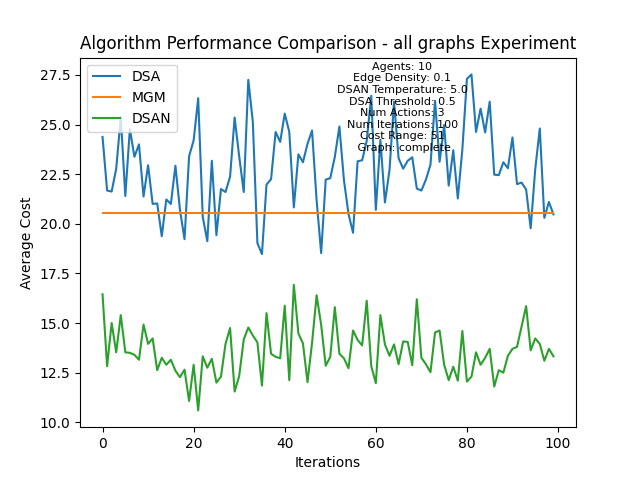 Algorithm Performance Comparison - all graphs Experiment
DSA
MGM
DSAN
Agents: 10
Edge Density: 0.1
DSAN Temperature: 5.0
DSA Threshold: 0.5
Num Actions:
Num Iterations: 100
Cost Range: 51
Graph: complete
Average Cost
27.5
25.0
22.5
20.0
17.5
15.0
12.5
10.0
0
20
40
60
80
100
Iterations